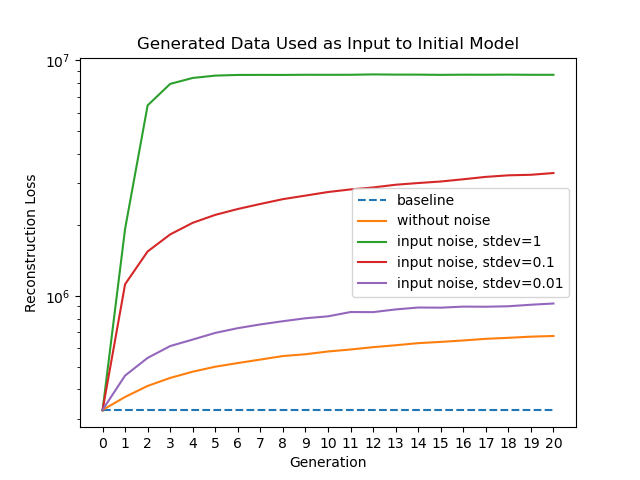 Generated Data Used as Input to Initial Model
10^7
10^6
Reconstruction Loss
baseline
without noise
input noise, stdev=1
input noise, stdev=0.1
input noise, stdev=0.01
0 1 2 3 4 5 6 7 8 9 10 11 12 13 14 15 16 17 18 19 20
Generation